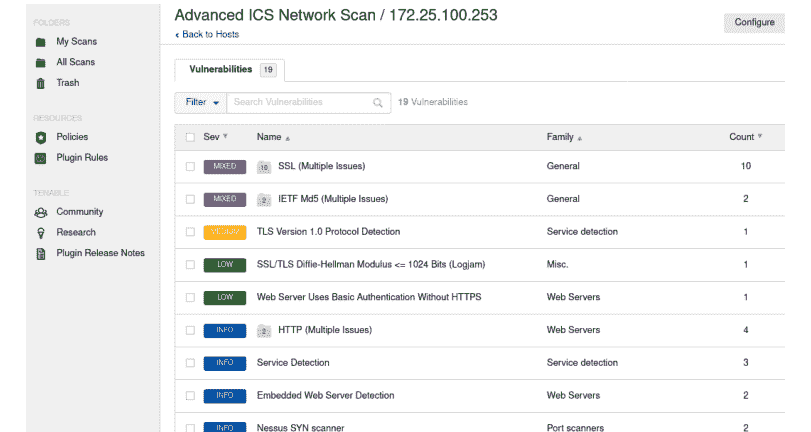 FOLDERS
My Scans
All Scans
Trash
RESOURCES
Policies
Plugin Rules
TENABLE
Community
Research
Plugin Release Notes
Advanced ICS Network Scan / 172.25.100.253
Configure
‹ Back to Hosts
Vulnerabilities 19
Filter Search Vulnerabilities 19 Vulnerabilities
Sev Name Family Count
MIXED 10 SSL (Multiple Issues) General 10
MIXED 2 IETF Md5 (Multiple Issues) General 2
MEDIUM TLS Version 1.0 Protocol Detection Service detection 1
LOW SSL/TLS Diffie-Hellman Modulus <= 1024 Bits (Logjam) Misc. 1
LOW Web Server Uses Basic Authentication Without HTTPS Web Servers 1
INFO 2 HTTP (Multiple Issues) Web Servers 4
INFO Service Detection Service detection 3
INFO Embedded Web Server Detection Web Servers 2
INFO Nessus SYN scanner Port scanners 2